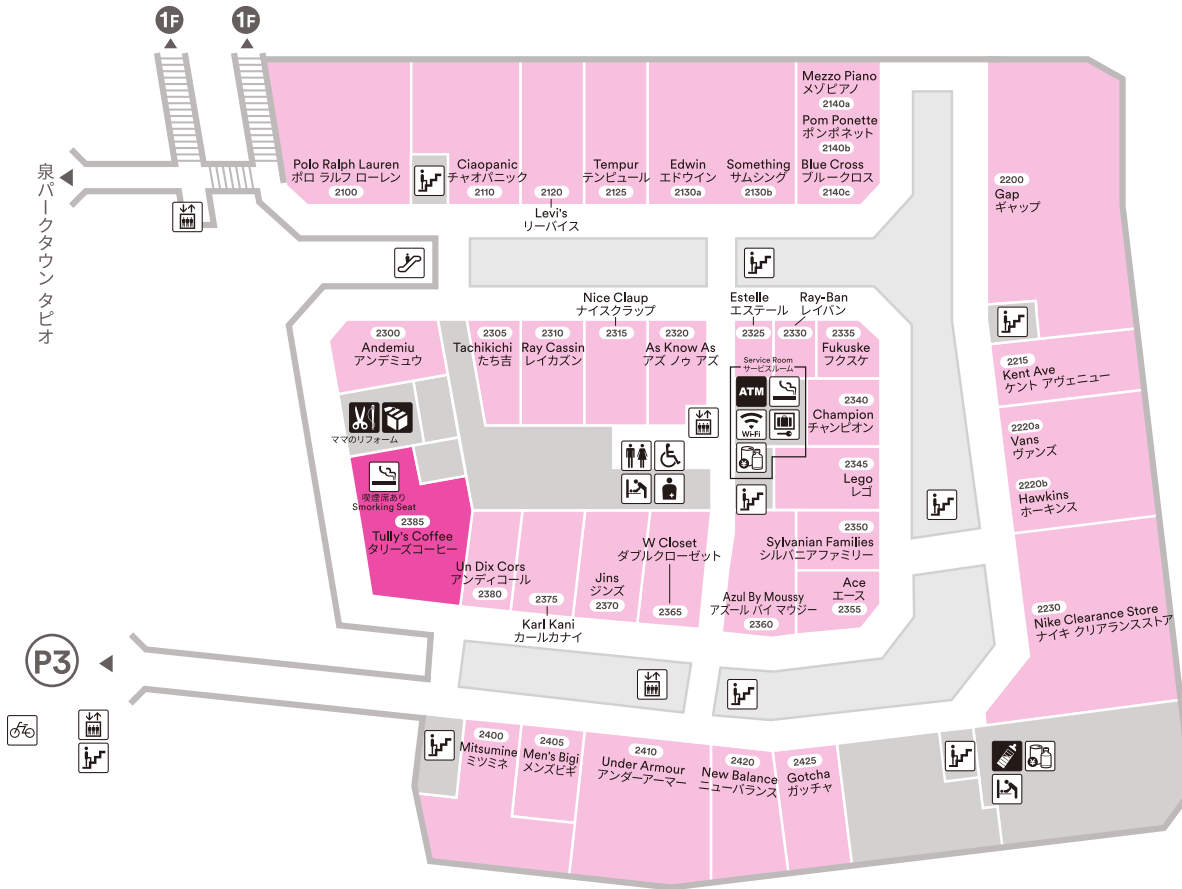 1F
1F
泉パークタウン タピオ
Polo Ralph Lauren
ポロ ラルフ ローレン
2100
Ciaopanic
チャオパニック
2110
2120
Levi's
リーバイス
Tempur
テンピュール
2125
Edwin
エドウイン
2130a
Something
サムシング
2130b
Mezzo Piano
メゾピアノ
2140a
Pom Ponette
ポンポネット
2140b
Blue Cross
ブルークロス
2140c
2200
Gap
ギャップ
2215
Kent Ave
ケント アヴェニュー
2220a
Vans
ヴァンズ
2220b
Hawkins
ホーキンス
2230
Nike Clearance Store
ナイキ クリアランスストア
2300
Andemiu
アンデミュウ
2305
Tachikichi
たち吉
2310
Ray Cassin
レイカズン
Nice Claup
ナイスクラップ
2315
2320
As Know As
アズ ノゥ アズ
Estelle
エステール
2325
Ray-Ban
レイバン
2330
2335
Fukuske
フクスケ
Service Room
サービスルーム
ATM
Wi-Fi
2340
Champion
チャンピオン
2345
Lego
レゴ
2350
Sylvanian Families
シルバニアファミリー
Ace
エース
2355
Azul By Moussy
アズール バイ マウジー
2360
W Closet
ダブルクローゼット
2365
Jins
ジンズ
2370
2375
Karl Kani
カールカナイ
Un Dix Cors
アンディコール
2380
ママのリフォーム
喫煙席あり
Smorking Seat
2385
Tully's Coffee
タリーズコーヒー
P3
2400
Mitsumine
ミツミネ
2405
Men's Bigi
メンズビギ
2410
Under Armour
アンダーアーマー
2420
New Balance
ニューバランス
2425
Gotcha
ガッチャ